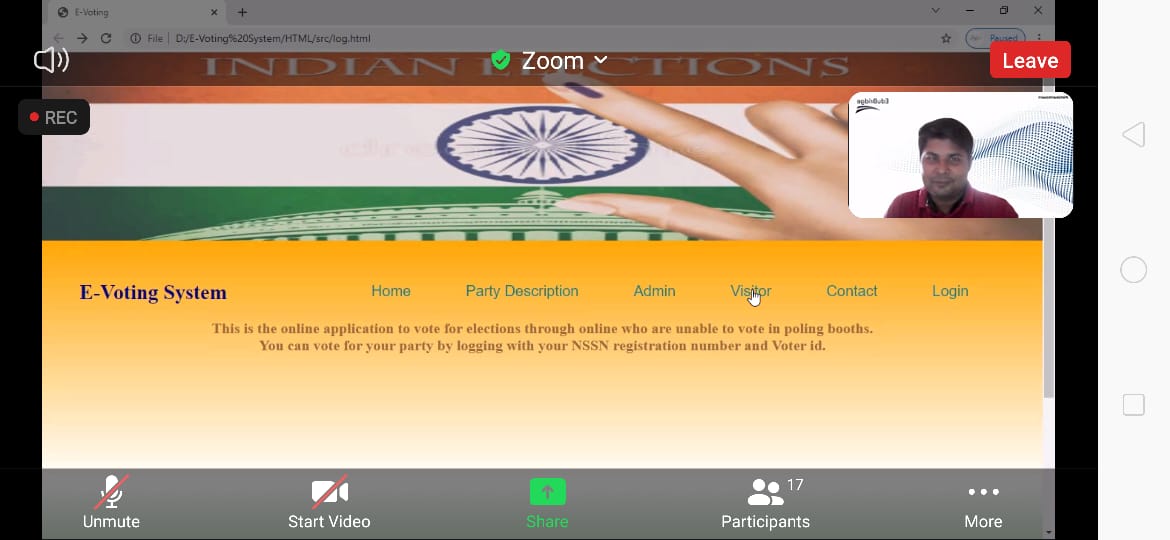 E-Voting
File
D:/E-Voting%20System/HTML/src/log.html
Paused
INDIAN ELECTIONS
Zoom
Leave
REC
E-Voting System
Home
Party Description
Admin
Visitor
Contact
Login
This is the online application to vote for elections through online who are unable to vote in poling booths.
You can vote for your party by logging with your NSSN registration number and Voter id.
Unmute
Start Video
Share
17
Participants
More